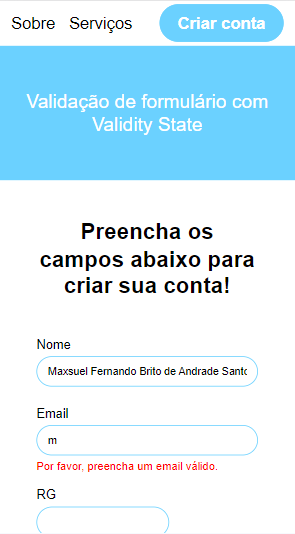 Sobre Serviços Criar conta
Validação de formulário com
Validity State
Preencha os
campos abaixo para
criar sua conta!
Nome
Maxsuel Fernando Brito de Andrade Santo
Email
m
Por favor, preencha um email válido.
RG